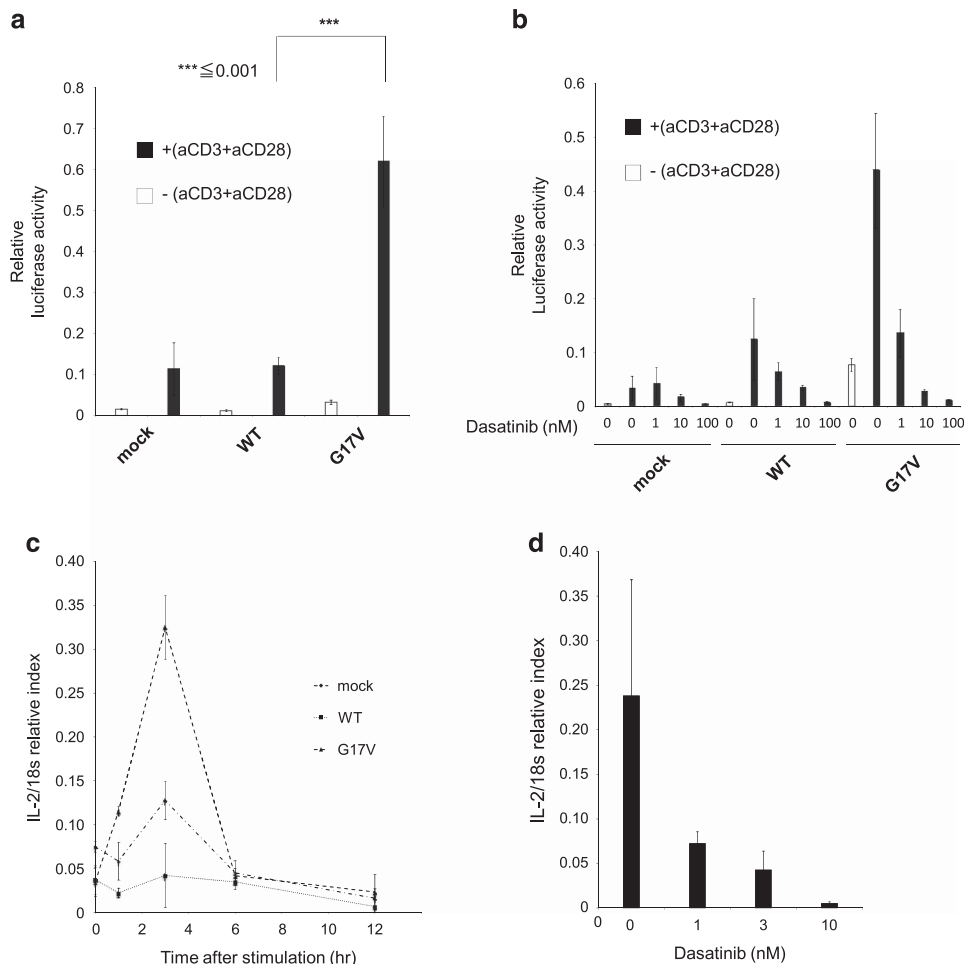 a
***
***≦0.001
0.8
0.7
0.6
0.5
0.4
0.3
0.2
0.1
0
Relative
luciferase activity
+(aCD3+aCD28)
- (aCD3+aCD28)
mock
WT
G17V
b
0.6
0.5
0.4
0.3
0.2
0.1
0
Relative
Luciferase activity
+(aCD3+aCD28)
- (aCD3+aCD28)
Dasatinib (nM) 0 0 1 10 100 0 0 1 10 100 0 0 1 10 100
mock
WT
G17V
c
0.40
0.35
0.30
0.25
0.20
0.15
0.10
0.05
0
IL-2/18s relative index
mock
WT
G17V
0 2 4 6 8 10 12
Time after stimulation (hr)
d
0.40
0.35
0.30
0.25
0.20
0.15
0.10
0.05
0
IL-2/18s relative index
0 1 3 10
Dasatinib (nM)